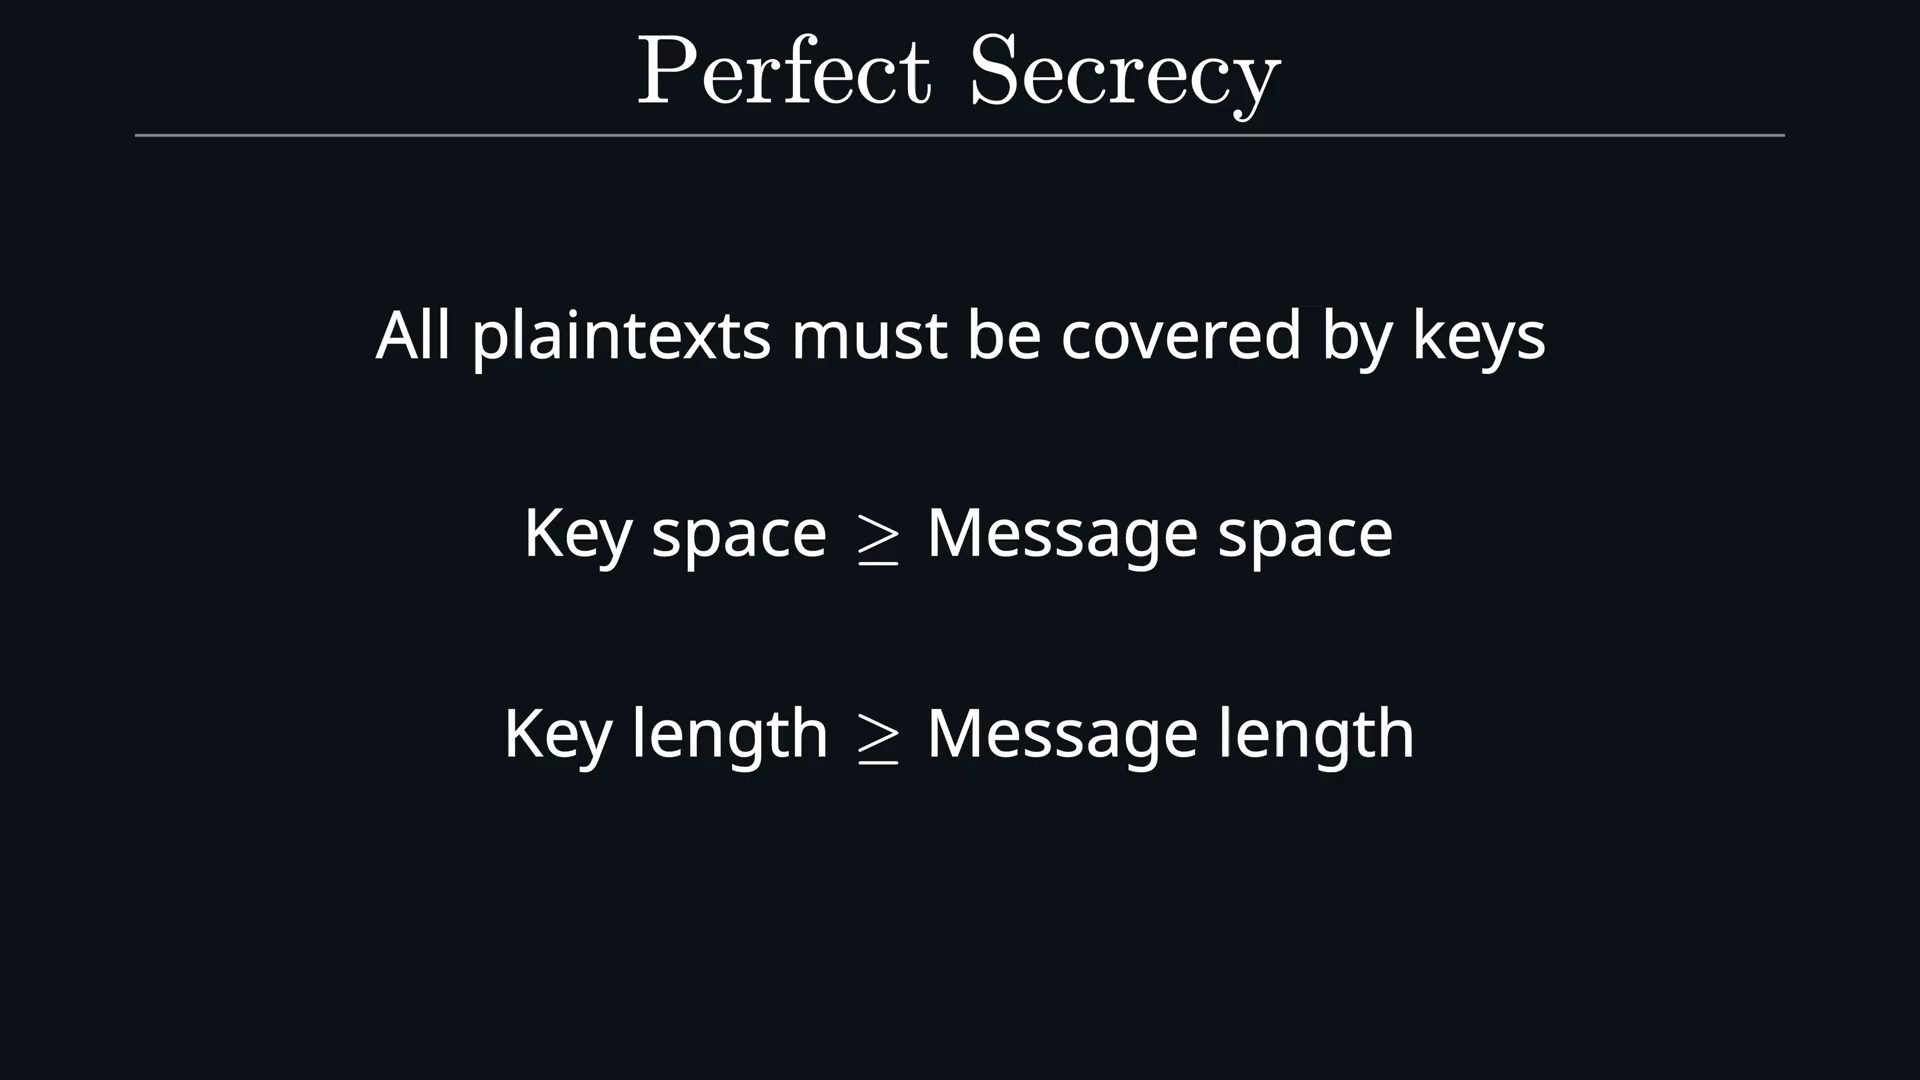 Perfect Secrecy
All plaintexts must be covered by keys
Key space ≥ Message space
Key length ≥ Message length